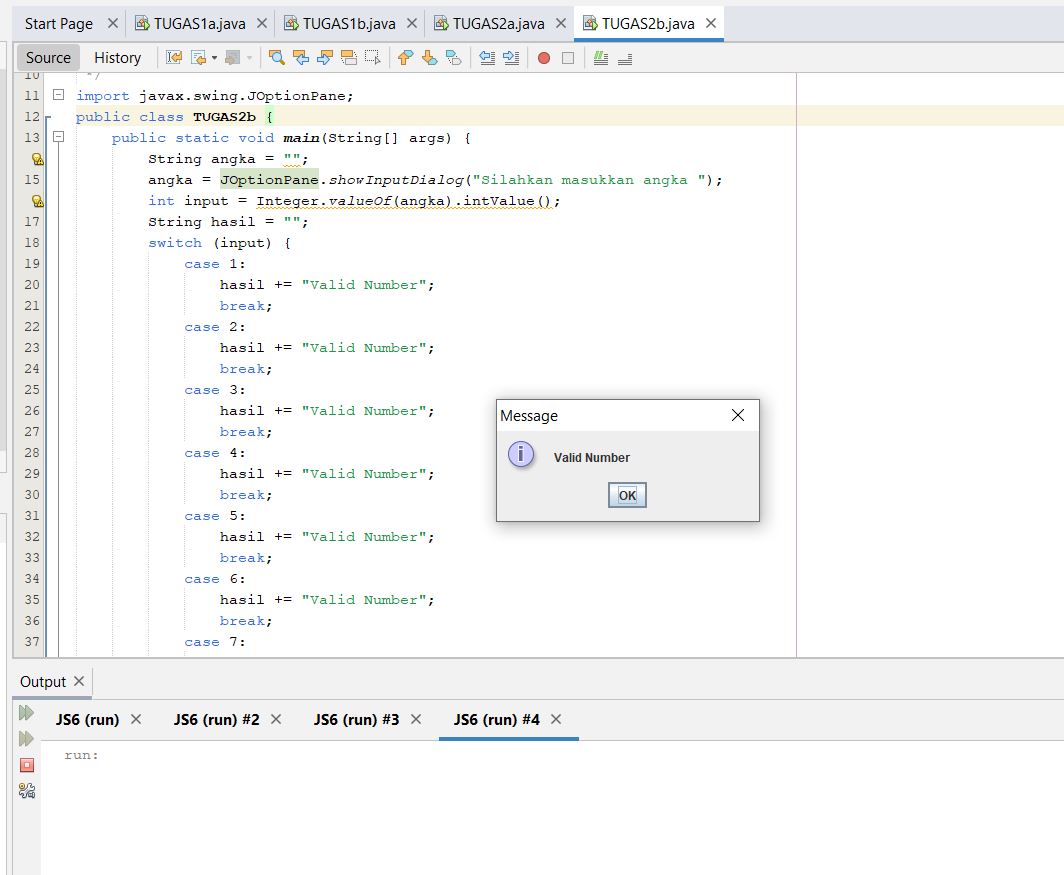 Start Page TUGAS1a.java TUGAS1b.java TUGAS2a.java TUGAS2b.java
Source History
10 */
11 import javax.swing.JOptionPane;
12 public class TUGAS2b {
13 public static void main(String[] args) {
String angka = "";
15 angka = JOptionPane.showInputDialog("Silahkan masukkan angka ");
int input = Integer.valueOf(angka).intValue();
17 String hasil = "";
18 switch (input) {
19 case 1:
20 hasil += "Valid Number";
21 break;
22 case 2:
23 hasil += "Valid Number";
24 break;
25 case 3:
26 hasil += "Valid Number";
27 break;
28 case 4:
29 hasil += "Valid Number";
30 break;
31 case 5:
32 hasil += "Valid Number";
33 break;
34 case 6:
35 hasil += "Valid Number";
36 break;
37 case 7:
Message
Valid Number
OK
Output
JS6 (run) JS6 (run) #2 JS6 (run) #3 JS6 (run) #4
run: